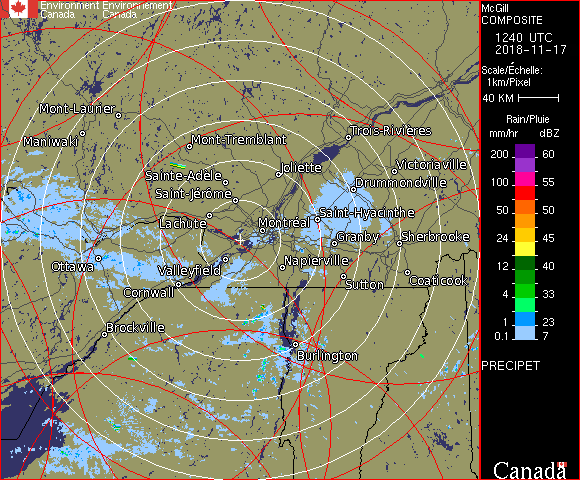 Environment Environnement
Canada Canada
McGill
COMPOSITE
1240 UTC
2018-11-17
Scale/Échelle:
1km/Pixel
40 KM
Rain/Pluie
mm/hr dBZ
200 60
100 55
50 50
24 45
12 40
4 33
1 23
0.1 7
PRECIPET
Canada
Mont-Laurier
Maniwaki
Mont-Tremblant
Trois-Rivières
Joliette
Victoriaville
Sainte-Adèle
Drummondville
Saint-Jérôme
Saint-Hyacinthe
Lachute
Montréal
Granby
Sherbrooke
Ottawa
Valleyfield
Napierville
Cornwall
Sutton
Coaticook
Brockville
Burlington